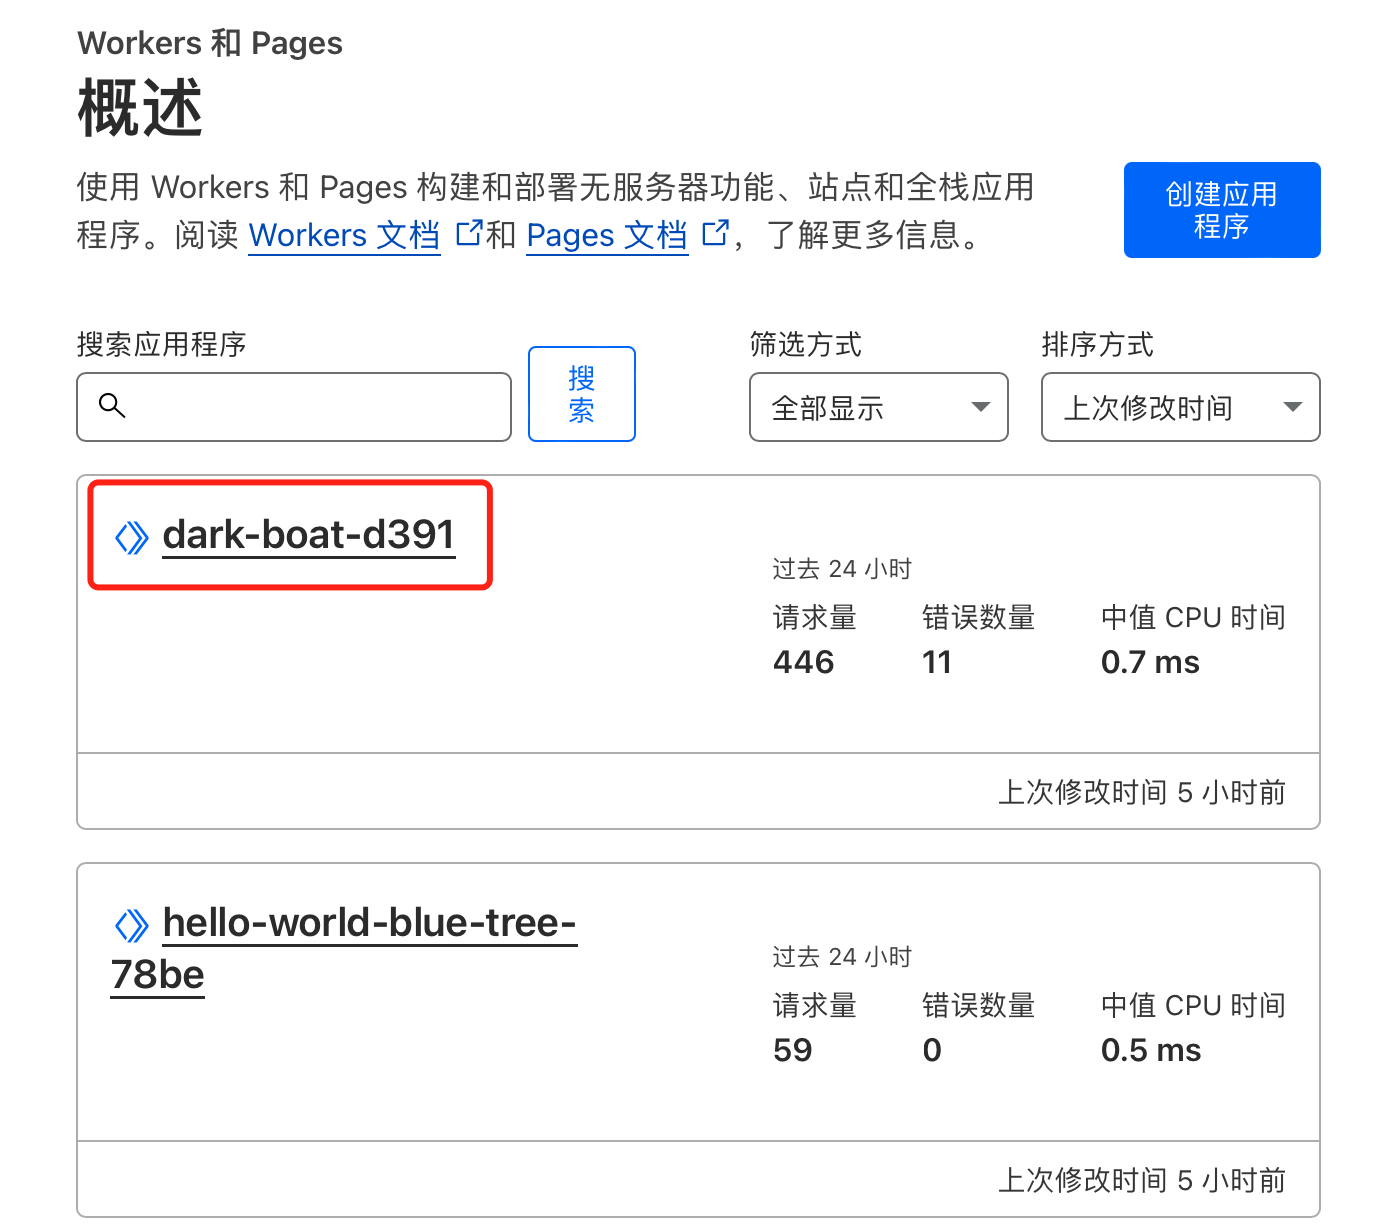 Workers 和 Pages
概述
使用 Workers 和 Pages 构建和部署无服务器功能、站点和全栈应用
程序。阅读 Workers 文档 和 Pages 文档 ，了解更多信息。
创建应用
程序
搜索应用程序
搜
索
筛选方式
全部显示
排序方式
上次修改时间
dark-boat-d391
过去 24 小时
请求量 错误数量 中值 CPU 时间
446 11 0.7 ms
上次修改时间 5 小时前
hello-world-blue-tree-
78be
过去 24 小时
请求量 错误数量 中值 CPU 时间
59 0 0.5 ms
上次修改时间 5 小时前